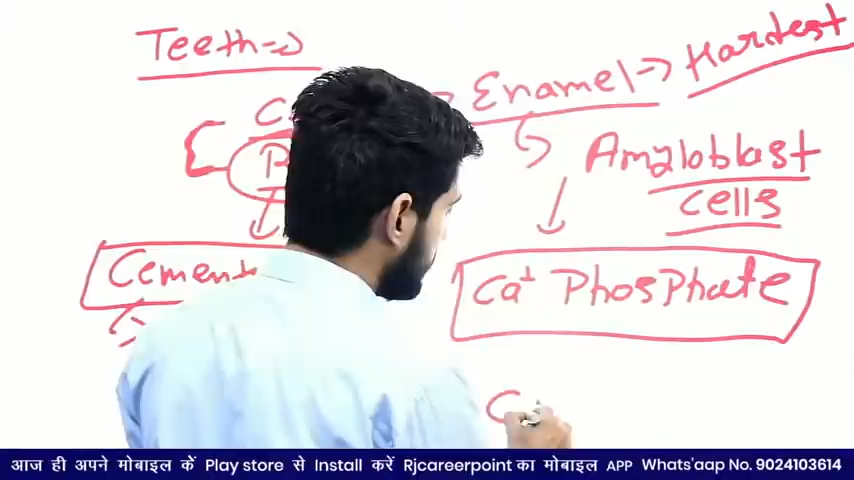 Teeth→
Enamel → Hardest
Amyloblast
cells
Cement
Ca+ Phosphate
C
आज ही अपने मोबाइल कें Play store से Install करें Rjcareerpoint का मोबाइल APP Whats'aap No. 9024103614